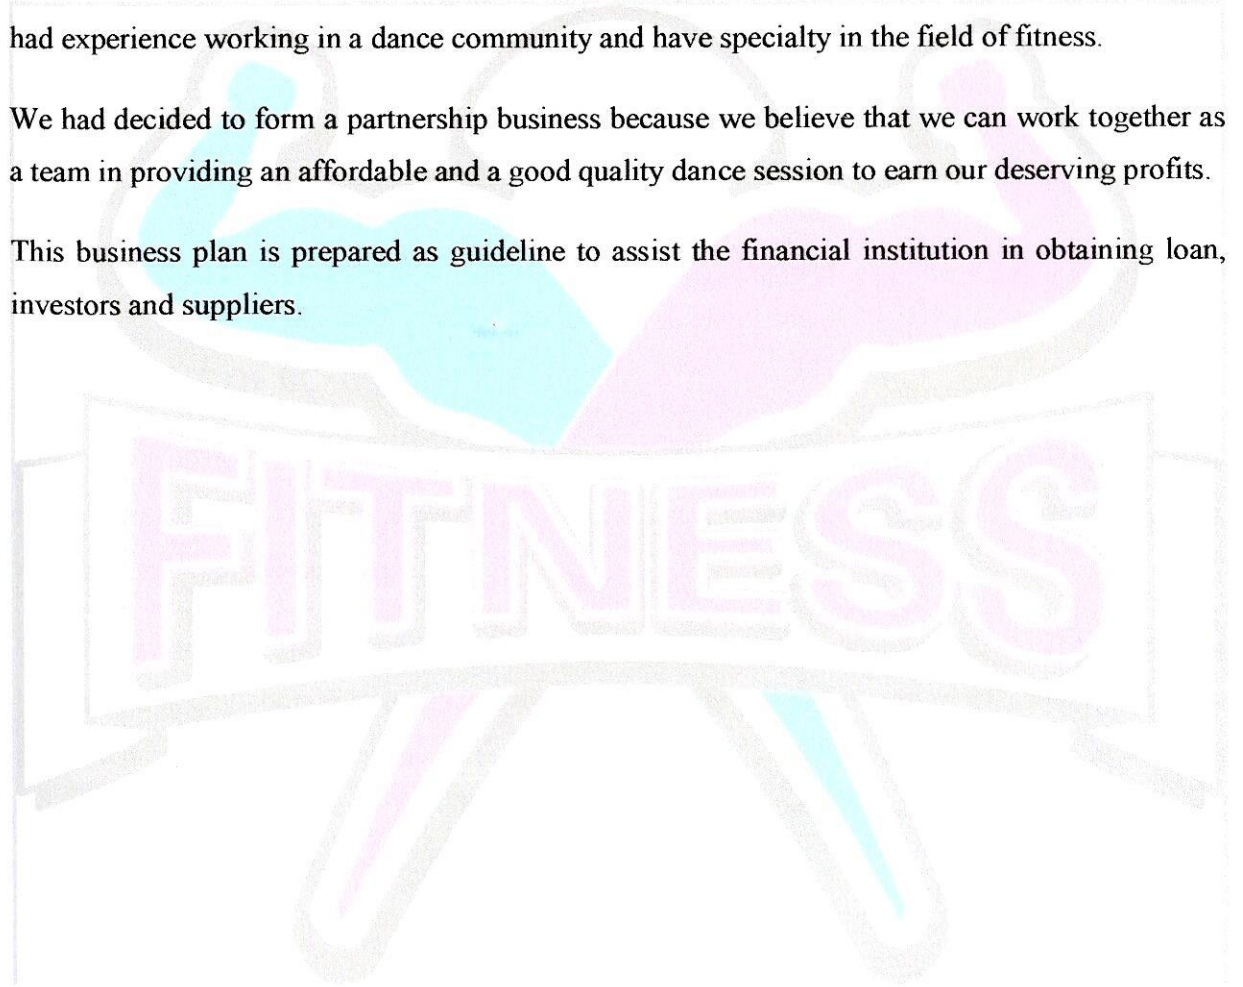 had experience working in a dance community and have specialty in the field of fitness.
We had decided to form a partnership business because we believe that we can work together as
a team in providing an affordable and a good quality dance session to earn our deserving profits.
This business plan is prepared as guideline to assist the financial institution in obtaining loan,
investors and suppliers.
FITNESS